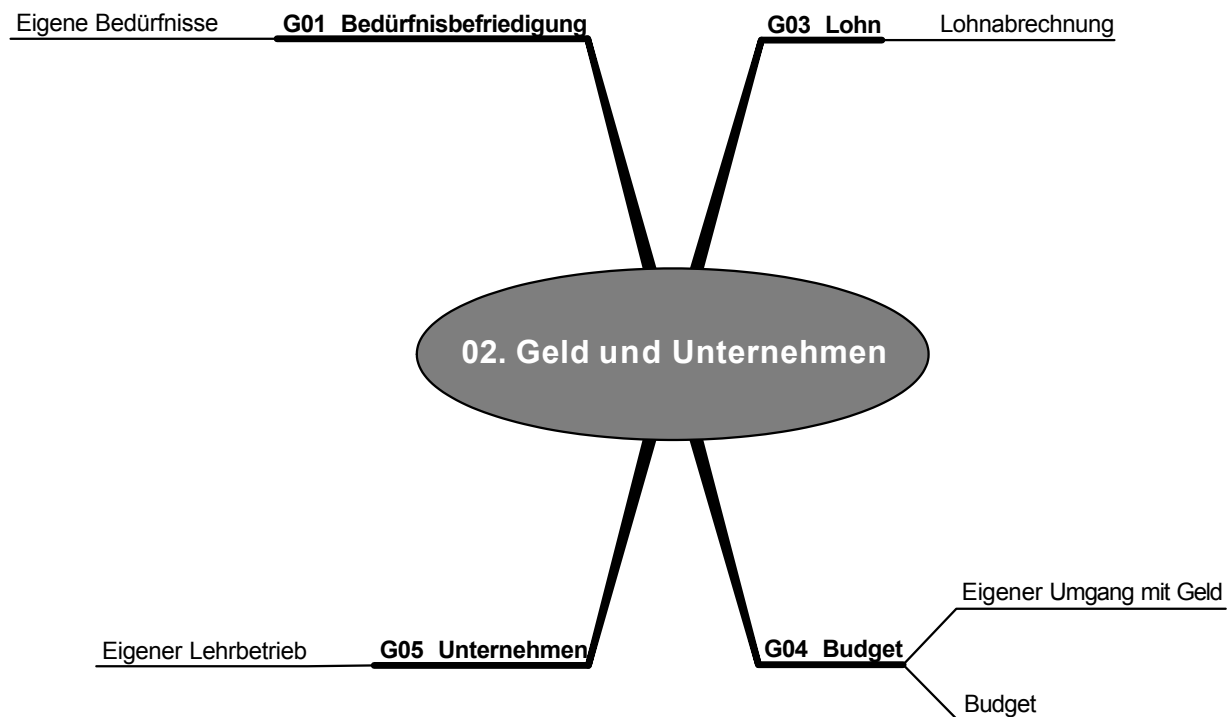 Eigene Bedürfnisse
G01 Bedürfnisbefriedigung
G03 Lohn
Lohnabrechnung
02. Geld und Unternehmen
Eigener Lehrbetrieb
G05 Unternehmen
G04 Budget
Eigener Umgang mit Geld
Budget